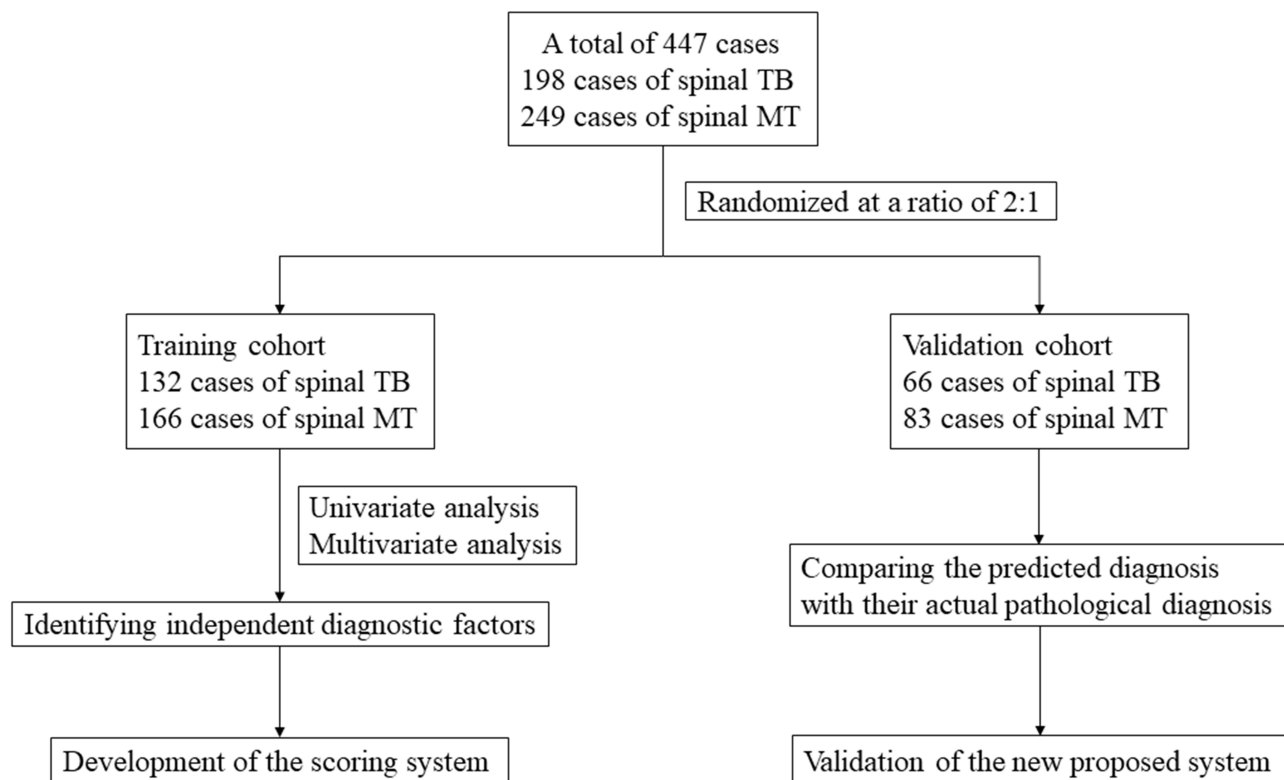 A total of 447 cases
198 cases of spinal TB
249 cases of spinal MT
Randomized at a ratio of 2:1
Training cohort
132 cases of spinal TB
166 cases of spinal MT
Validation cohort
66 cases of spinal TB
83 cases of spinal MT
Univariate analysis
Multivariate analysis
Comparing the predicted diagnosis
with their actual pathological diagnosis
Identifying independent diagnostic factors
Development of the scoring system
Validation of the new proposed system